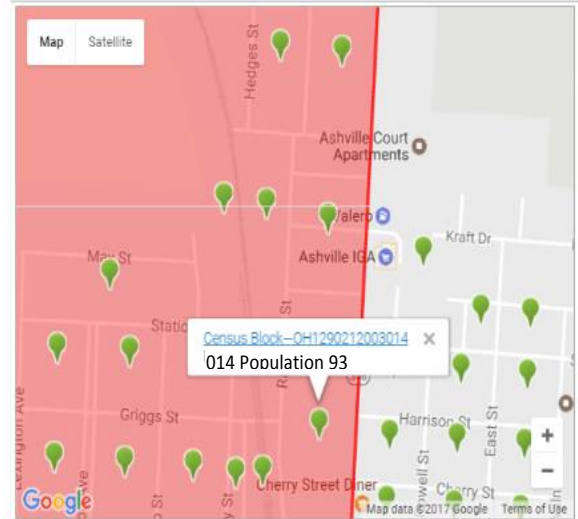 Map Satellite
Hedges St
Ashville Court
Apartments
Valero
Kraft Dr
Ashville IGA
May St
Census Block—OH1290212003014
014 Population 93
Griggs St
Harrison St
East St
Lexington Ave
Cherry Street Diner
Cherry St
Google
Map data ©2017 Google Terms of Use